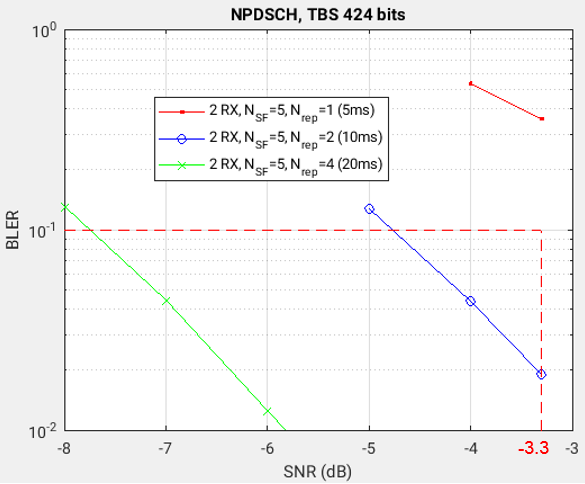 NPDSCH, TBS 424 bits
10^0
2 RX, N_SF=5, N_rep=1 (5ms)
2 RX, N_SF=5, N_rep=2 (10ms)
2 RX, N_SF=5, N_rep=4 (20ms)
BLER
10^-1
10^-2
-8 -7 -6 -5 -4 -3.3 -3
SNR (dB)